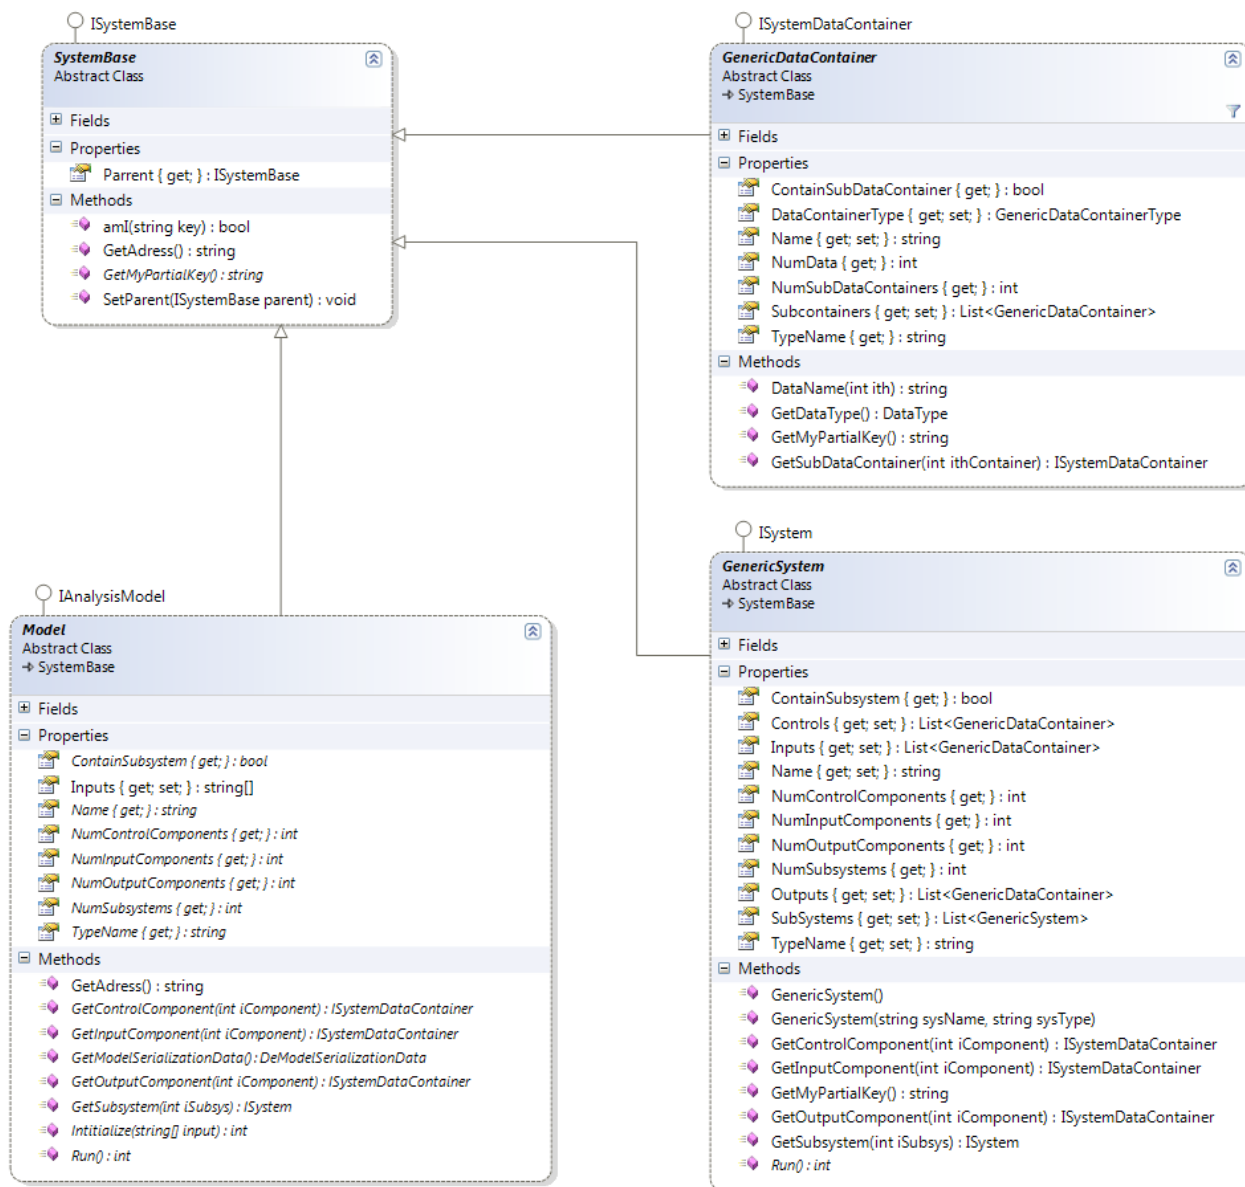 ISystemBase
SystemBase
Abstract Class
Fields
Properties
Parrent { get; } : ISystemBase
Methods
amI(string key) : bool
GetAdress() : string
GetMyPartialKey() : string
SetParent(ISystemBase parent) : void
ISystemDataContainer
GenericDataContainer
Abstract Class
SystemBase
Fields
Properties
ContainSubDataContainer { get; } : bool
DataContainerType { get; set; } : GenericDataContainerType
Name { get; set; } : string
NumData { get; } : int
NumSubDataContainers { get; } : int
Subcontainers { get; set; } : List<GenericDataContainer>
TypeName { get; } : string
Methods
DataName(int ith) : string
GetDataType() : DataType
GetMyPartialKey() : string
GetSubDataContainer(int ithContainer) : ISystemDataContainer
IAnalysisModel
Model
Abstract Class
SystemBase
Fields
Properties
ContainSubsystem { get; } : bool
Inputs { get; set; } : string[]
Name { get; } : string
NumControlComponents { get; } : int
NumInputComponents { get; } : int
NumOutputComponents { get; } : int
NumSubsystems { get; } : int
TypeName { get; } : string
Methods
GetAdress() : string
GetControlComponent(int iComponent) : ISystemDataContainer
GetInputComponent(int iComponent) : ISystemDataContainer
GetModelSerializationData() : DeModelSerializationData
GetOutputComponent(int iComponent) : ISystemDataContainer
GetSubsystem(int iSubsys) : ISystem
Intitialize(string[] input) : int
Run() : int
ISystem
GenericSystem
Abstract Class
SystemBase
Fields
Properties
ContainSubsystem { get; } : bool
Controls { get; set; } : List<GenericDataContainer>
Inputs { get; set; } : List<GenericDataContainer>
Name { get; set; } : string
NumControlComponents { get; } : int
NumInputComponents { get; } : int
NumOutputComponents { get; } : int
NumSubsystems { get; } : int
Outputs { get; set; } : List<GenericDataContainer>
SubSystems { get; set; } : List<GenericSystem>
TypeName { get; set; } : string
Methods
GenericSystem()
GenericSystem(string sysName, string sysType)
GetControlComponent(int iComponent) : ISystemDataContainer
GetInputComponent(int iComponent) : ISystemDataContainer
GetMyPartialKey() : string
GetOutputComponent(int iComponent) : ISystemDataContainer
GetSubsystem(int iSubsys) : ISystem
Run() : int